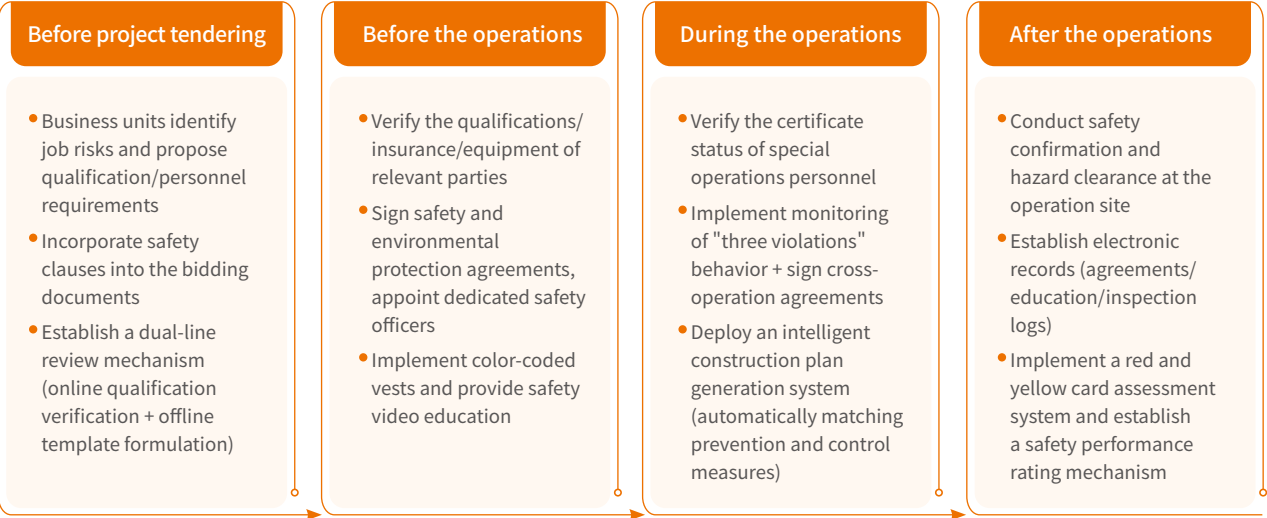 Before project tendering
• Business units identify
job risks and propose
qualification/personnel
requirements
• Incorporate safety
clauses into the bidding
documents
• Establish a dual-line
review mechanism
(online qualification
verification + offline
template formulation)
Before the operations
• Verify the qualifications/
insurance/equipment of
relevant parties
• Sign safety and
environmental
protection agreements,
appoint dedicated safety
officers
• Implement color-coded
vests and provide safety
video education
During the operations
• Verify the certificate
status of special
operations personnel
• Implement monitoring
of "three violations"
behavior + sign cross-
operation agreements
• Deploy an intelligent
construction plan
generation system
(automatically matching
prevention and control
measures)
After the operations
• Conduct safety
confirmation and
hazard clearance at the
operation site
• Establish electronic
records (agreements/
education/inspection
logs)
• Implement a red and
yellow card assessment
system and establish
a safety performance
rating mechanism